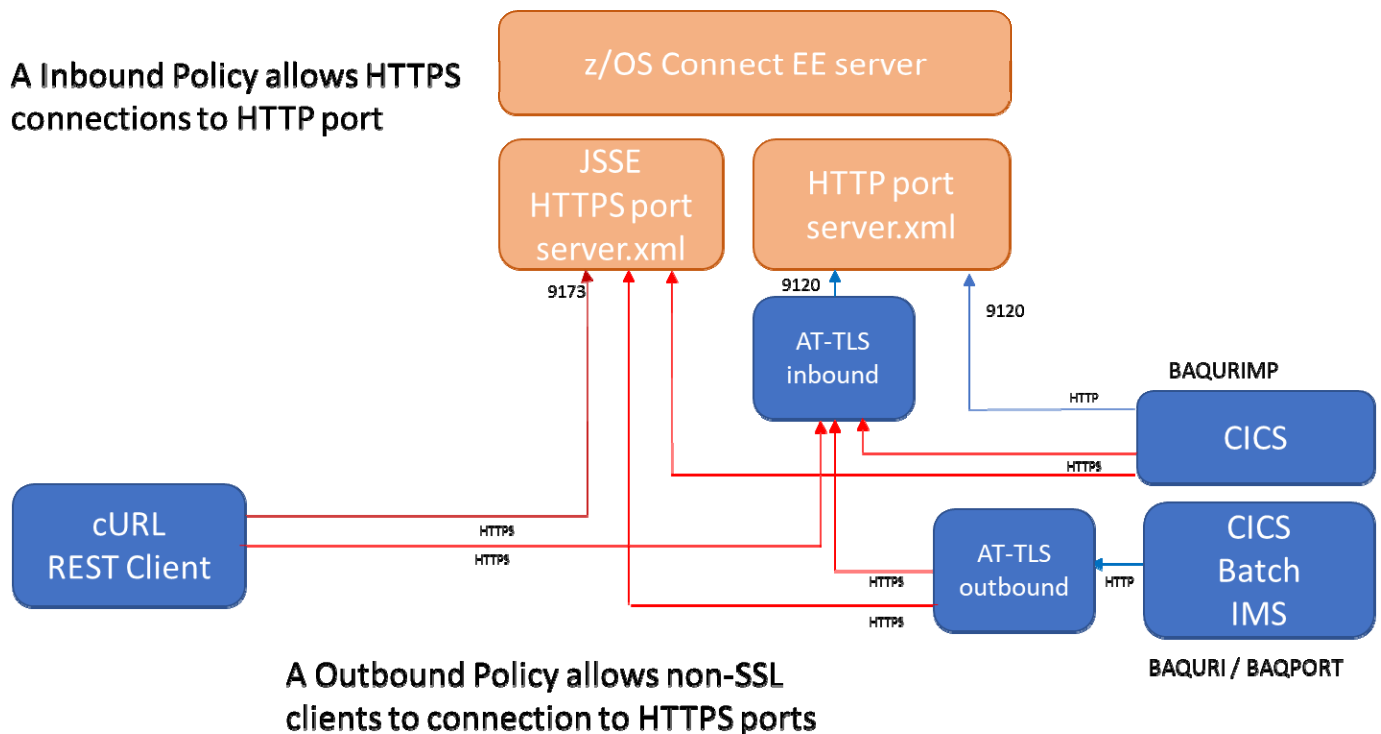 z/OS Connect EE server
A Inbound Policy allows HTTPS
connections to HTTP port
JSSE
HTTPS port
server.xml
HTTP port
server.xml
9173
9120
9120
AT-TLS
inbound
BAQURIMP
HTTP
CICS
HTTPS
cURL
REST Client
HTTPS
HTTPS
AT-TLS
outbound
HTTPS
HTTPS
HTTP
CICS
Batch
IMS
BAQURI / BAQPORT
A Outbound Policy allows non-SSL
clients to connection to HTTPS ports